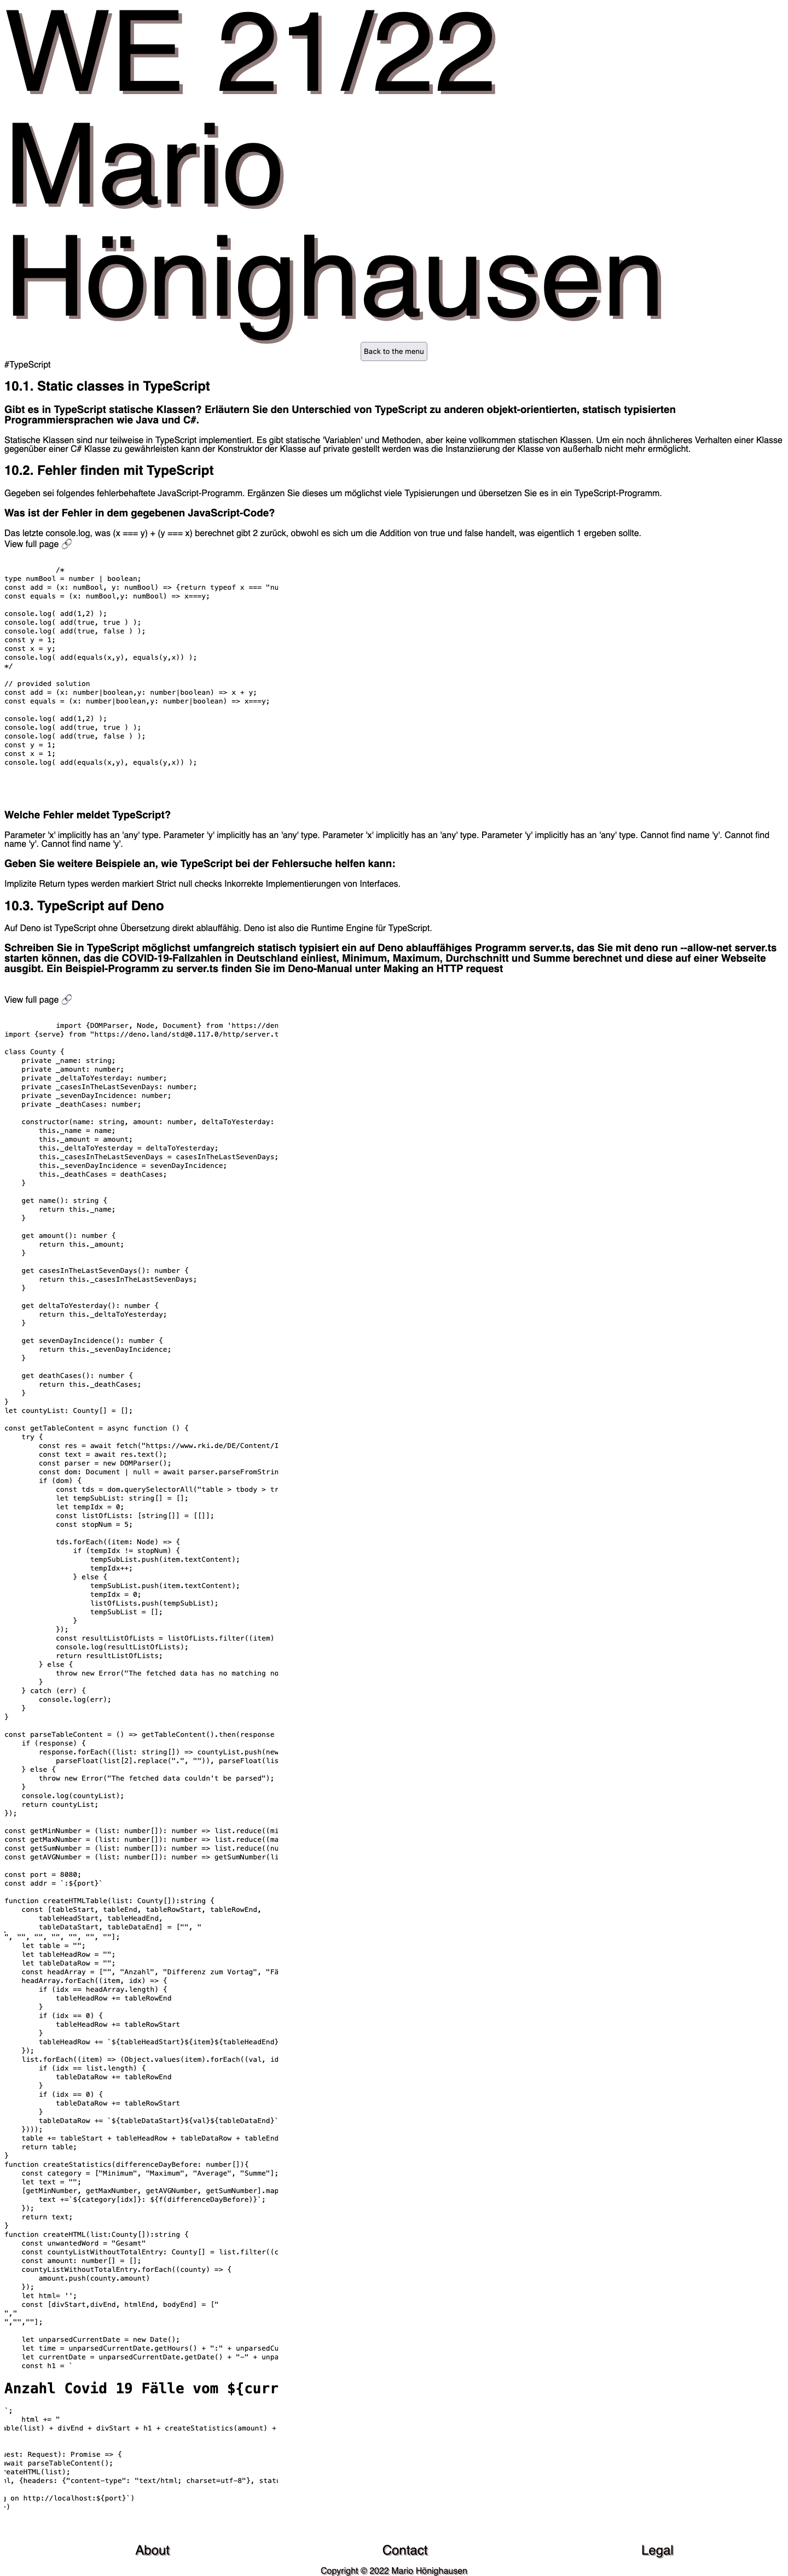 WE 21/22
Mario
Hönighausen
Back to the menu
#TypeScript
10.1. Static classes in TypeScript
Gibt es in TypeScript statische Klassen? Erläutern Sie den Unterschied von TypeScript zu anderen objekt-orientierten, statisch typisierten
Programmiersprachen wie Java und C#.
Statische Klassen sind nur teilweise in TypeScript implementiert. Es gibt statische 'Variablen' und Methoden, aber keine vollkommen statischen Klassen. Um ein noch ähnlicheres Verhalten einer Klasse
gegenüber einer C# Klasse zu gewährleisten kann der Konstruktor der Klasse auf private gestellt werden was die Instanziierung der Klasse von außerhalb nicht mehr ermöglicht.
10.2. Fehler finden mit TypeScript
Gegeben sei folgendes fehlerbehaftete JavaScript-Programm. Ergänzen Sie dieses um möglichst viele Typisierungen und übersetzen Sie es in ein TypeScript-Programm.
Was ist der Fehler in dem gegebenen JavaScript-Code?
Das letzte console.log, was (x === y) + (y === x) berechnet gibt 2 zurück, obwohl es sich um die Addition von true und false handelt, was eigentlich 1 ergeben sollte.
View full page 🔗
/*
type numBool = number | boolean;
const add = (x: numBool, y: numBool) => {return typeof x === "nu
const equals = (x: numBool,y: numBool) => x===y;
console.log( add(1,2) );
console.log( add(true, true ) );
console.log( add(true, false ) );
const y = 1;
const x = y;
console.log( add(equals(x,y), equals(y,x)) );
*/
// provided solution
const add = (x: number|boolean,y: number|boolean) => x + y;
const equals = (x: number|boolean,y: number|boolean) => x===y;
console.log( add(1,2) );
console.log( add(true, true ) );
console.log( add(true, false ) );
const y = 1;
const x = 1;
console.log( add(equals(x,y), equals(y,x)) );
Welche Fehler meldet TypeScript?
Parameter 'x' implicitly has an 'any' type. Parameter 'y' implicitly has an 'any' type. Parameter 'x' implicitly has an 'any' type. Parameter 'y' implicitly has an 'any' type. Cannot find name 'y'. Cannot find
name 'y'. Cannot find name 'y'.
Geben Sie weitere Beispiele an, wie TypeScript bei der Fehlersuche helfen kann:
Implizite Return types werden markiert Strict null checks Inkorrekte Implementierungen von Interfaces.
10.3. TypeScript auf Deno
Auf Deno ist TypeScript ohne Übersetzung direkt ablauffähig. Deno ist also die Runtime Engine für TypeScript.
Schreiben Sie in TypeScript möglichst umfangreich statisch typisiert ein auf Deno ablauffähiges Programm server.ts, das Sie mit deno run --allow-net server.ts
starten können, das die COVID-19-Fallzahlen in Deutschland einliest, Minimum, Maximum, Durchschnitt und Summe berechnet und diese auf einer Webseite
ausgibt. Ein Beispiel-Programm zu server.ts finden Sie im Deno-Manual unter Making an HTTP request
View full page 🔗
import {DOMParser, Node, Document} from 'https://den
import {serve} from "https://deno.land/std@0.117.0/http/server.t
class County {
private _name: string;
private _amount: number;
private _deltaToYesterday: number;
private _casesInTheLastSevenDays: number;
private _sevenDayIncidence: number;
private _deathCases: number;
constructor(name: string, amount: number, deltaToYesterday:
this._name = name;
this._amount = amount;
this._deltaToYesterday = deltaToYesterday;
this._casesInTheLastSevenDays = casesInTheLastSevenDays;
this._sevenDayIncidence = sevenDayIncidence;
this._deathCases = deathCases;
}
get name(): string {
return this._name;
}
get amount(): number {
return this._amount;
}
get casesInTheLastSevenDays(): number {
return this._casesInTheLastSevenDays;
}
get deltaToYesterday(): number {
return this._deltaToYesterday;
}
get sevenDayIncidence(): number {
return this._sevenDayIncidence;
}
get deathCases(): number {
return this._deathCases;
}
}
let countyList: County[] = [];
const getTableContent = async function () {
try {
const res = await fetch("https://www.rki.de/DE/Content/I
const text = await res.text();
const parser = new DOMParser();
const dom: Document | null = await parser.parseFromStrin
if (dom) {
const tds = dom.querySelectorAll("table > tbody > tr
let tempSubList: string[] = [];
let tempIdx = 0;
const listOfLists: [string[]] = [[]];
const stopNum = 5;
tds.forEach((item: Node) => {
if (tempIdx != stopNum) {
tempSubList.push(item.textContent);
tempIdx++;
} else {
tempSubList.push(item.textContent);
tempIdx = 0;
listOfLists.push(tempSubList);
tempSubList = [];
}
});
const resultListOfLists = listOfLists.filter((item)
console.log(resultListOfLists);
return resultListOfLists;
} else {
throw new Error("The fetched data has no matching no
}
} catch (err) {
console.log(err);
}
}
const parseTableContent = () => getTableContent().then(response
if (response) {
response.forEach((list: string[]) => countyList.push(new
parseFloat(list[2].replace(".", "")), parseFloat(lis
} else {
throw new Error("The fetched data couldn't be parsed");
}
console.log(countyList);
return countyList;
});
const getMinNumber = (list: number[]): number => list.reduce((mi
const getMaxNumber = (list: number[]): number => list.reduce((ma
const getSumNumber = (list: number[]): number => list.reduce((nu
const getAVGNumber = (list: number[]): number => getSumNumber(li
const port = 8080;
const addr = `:${port}`
function createHTMLTable(list: County[]):string {
const [tableStart, tableEnd, tableRowStart, tableRowEnd,
tableHeadStart, tableHeadEnd,
tableDataStart, tableDataEnd] = ["", "
", "", "", "", "", "", ""];
let table = "";
let tableHeadRow = "";
let tableDataRow = "";
const headArray = ["", "Anzahl", "Differenz zum Vortag", "Fä
headArray.forEach((item, idx) => {
if (idx == headArray.length) {
tableHeadRow += tableRowEnd
}
if (idx == 0) {
tableHeadRow += tableRowStart
}
tableHeadRow += `${tableHeadStart}${item}${tableHeadEnd}
});
list.forEach((item) => (Object.values(item).forEach((val, id
if (idx == list.length) {
tableDataRow += tableRowEnd
}
if (idx == 0) {
tableDataRow += tableRowStart
}
tableDataRow += `${tableDataStart}${val}${tableDataEnd}`
})));
table += tableStart + tableHeadRow + tableDataRow + tableEnd
return table;
}
function createStatistics(differenceDayBefore: number[]){
const category = ["Minimum", "Maximum", "Average", "Summe"];
let text = "";
[getMinNumber, getMaxNumber, getAVGNumber, getSumNumber].map
text +=`${category[idx]}: ${f(differenceDayBefore)}`;
});
return text;
}
function createHTML(list:County[]):string {
const unwantedWord = "Gesamt"
const countyListWithoutTotalEntry: County[] = list.filter((c
const amount: number[] = [];
countyListWithoutTotalEntry.forEach((county) => {
amount.push(county.amount)
});
let html= '';
const [divStart,divEnd, htmlEnd, bodyEnd] = ["
","
","",""];
let unparsedCurrentDate = new Date();
let time = unparsedCurrentDate.getHours() + ":" + unparsedCu
let currentDate = unparsedCurrentDate.getDate() + "-" + unpa
const h1 = `
Anzahl Covid 19 Fälle vom ${curr
`;
html += "
able(list) + divEnd + divStart + h1 + createStatistics(amount) +
uest: Request): Promise => {
await parseTableContent();
reateHTML(list);
ml, {headers: {"content-type": "text/html; charset=utf-8"}, statu
g on http://localhost:${port}`)
)
About
Contact
Legal
Copyright © 2022 Mario Hönighausen